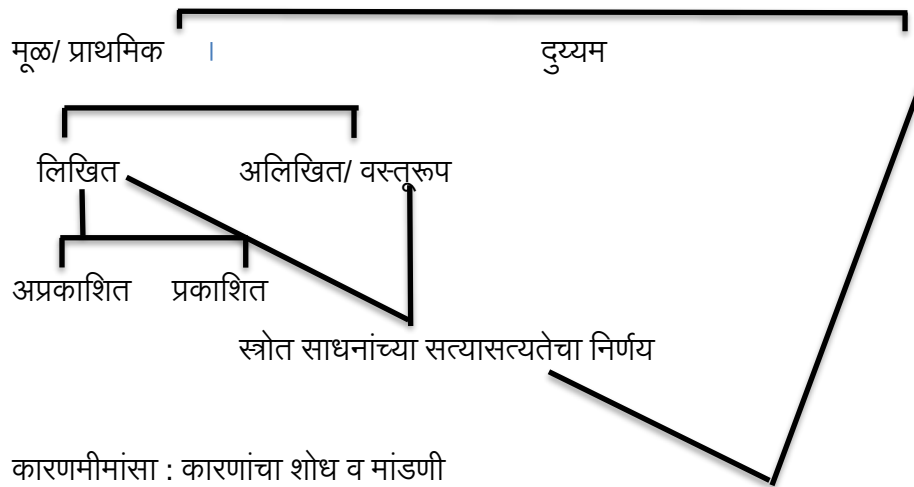 मूळ/ प्राथमिक दुय्यम
लिखित अलिखित/ वस्तूरूप
अप्रकाशित प्रकाशित
स्त्रोत साधनांच्या सत्यासत्यतेचा निर्णय
कारणमीमांसा : कारणांचा शोध व मांडणी